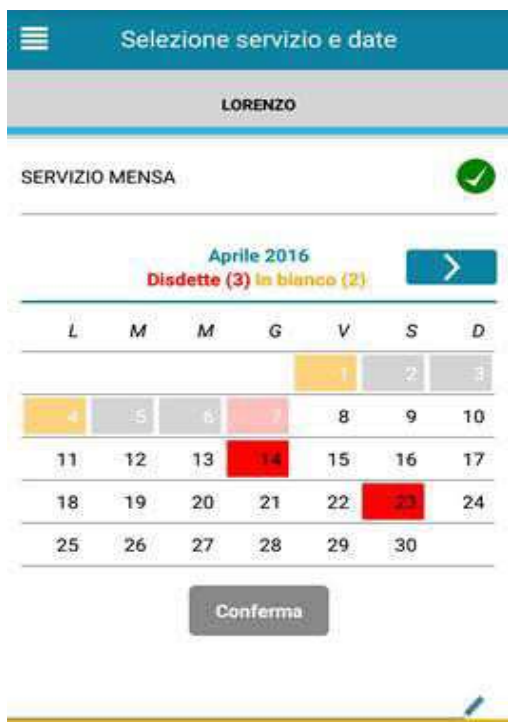 Selezione servizio e date
LORENZO
SERVIZIO MENSA
Aprile 2016
Disdette (3) In bianco (2)
L M M G V S D
1 2 3
4 5 6 7 8 9 10
11 12 13 14 15 16 17
18 19 20 21 22 23 24
25 26 27 28 29 30
Conferma